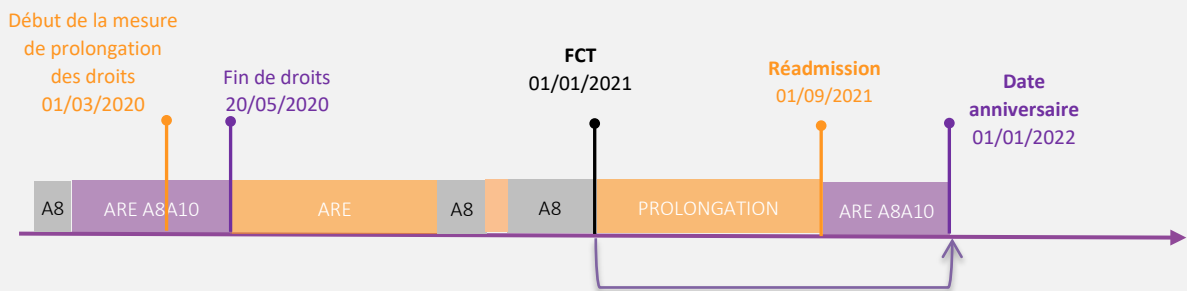 Début de la mesure
de prolongation
des droits
01/03/2020
Fin de droits
20/05/2020
FCT
01/01/2021
Réadmission
01/09/2021
Date
anniversaire
01/01/2022
A8
ARE A8A10
ARE
A8
A8
PROLONGATION
ARE A8A10